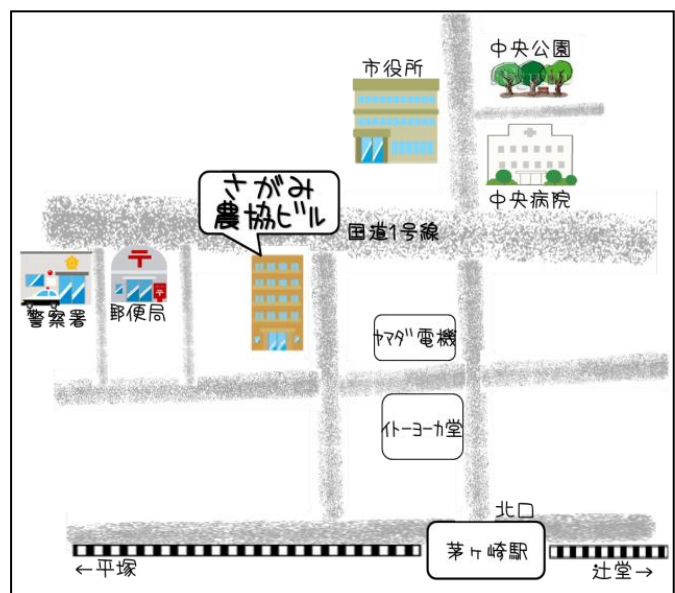 中央公園
市役所
中央病院
さがみ
農協ビル
国道1号線
〒
〒
警察署
郵便局
ヤマダ電機
イトーヨーカ堂
北口
茅ヶ崎駅
←平塚
辻堂→